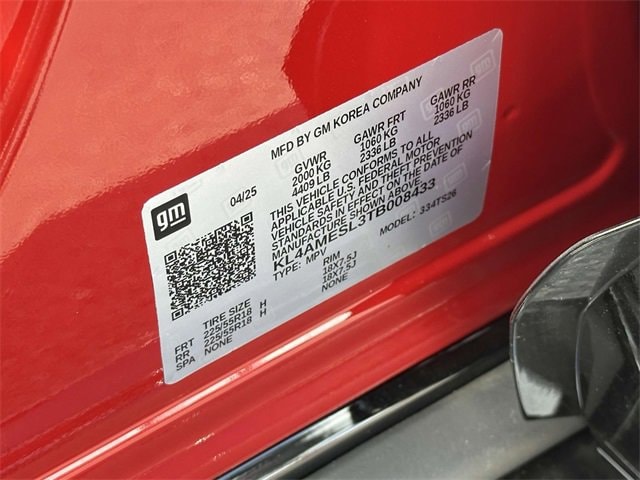 gm
04/25
MFD BY GM KOREA COMPANY
GVWR GAWR FRT GAWR RR
2000 KG 1060 KG 1060 KG
4409 LB 2336 LB 2336 LB
THIS VEHICLE CONFORMS TO ALL
APPLICABLE U.S. FEDERAL MOTOR
VEHICLE SAFETY AND THEFT PREVENTION
STANDARDS IN EFFECT ON THE DATE OF
MANUFACTURE SHOWN ABOVE.
KL4AMESL3TB008433
TYPE: MPV MODEL: 334TS26
TIRE SIZE RIM
FRT 225/55R18 H 18X7.5J
RR 225/55R18 H 18X7.5J
SPA NONE NONE